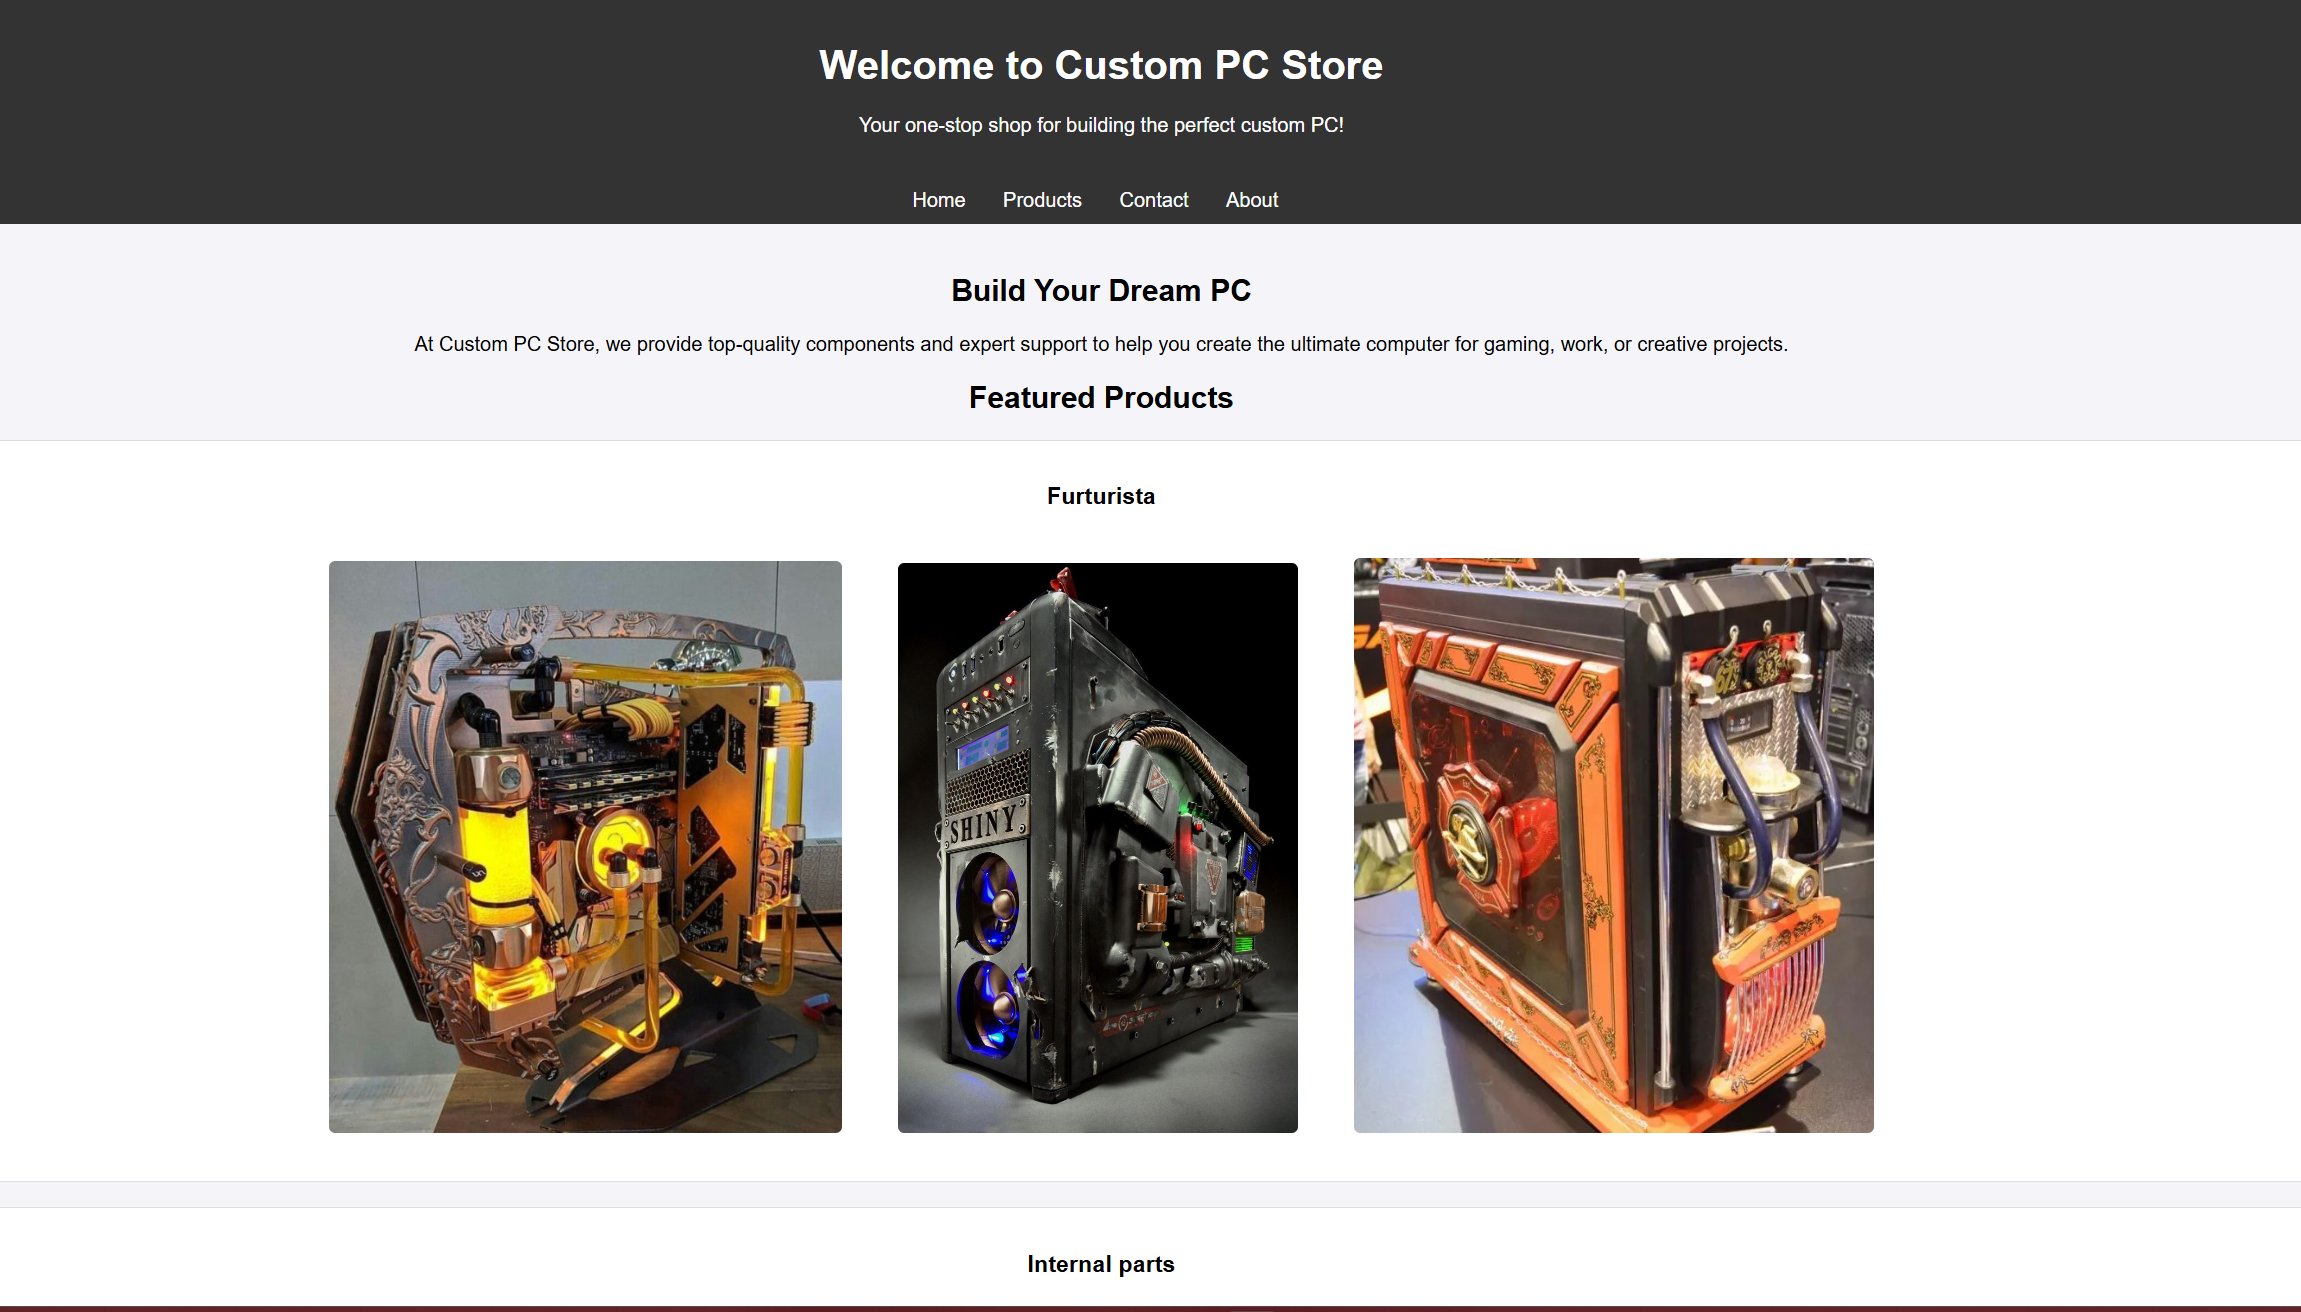 Welcome to Custom PC Store
Your one-stop shop for building the perfect custom PC!
Home Products Contact About
Build Your Dream PC
At Custom PC Store, we provide top-quality components and expert support to help you create the ultimate computer for gaming, work, or creative projects.
Featured Products
Furturista
SHINY
Internal parts